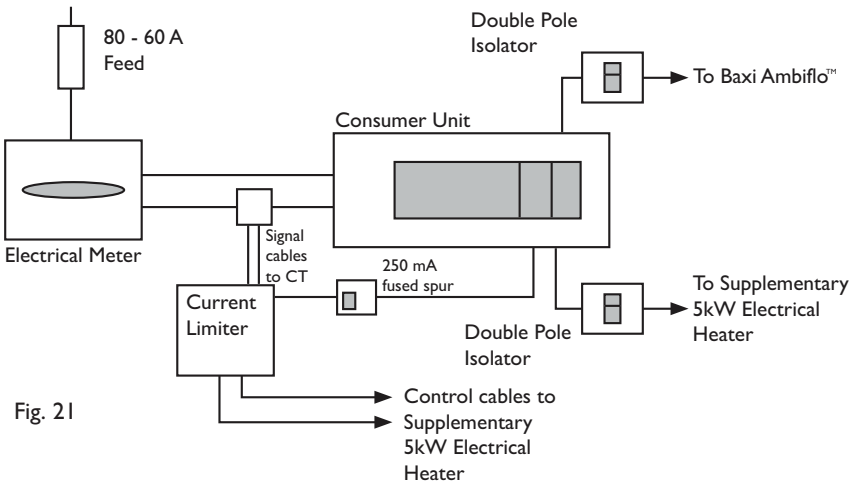 80 - 60 A
Feed
Double Pole
Isolator
To Baxi Ambiflo™
Consumer Unit
Electrical Meter
Signal
cables
to CT
250 mA
fused spur
Current
Limiter
Double Pole
Isolator
To Supplementary
5kW Electrical
Heater
Control cables to
Supplementary
5kW Electrical
Heater
Fig. 21